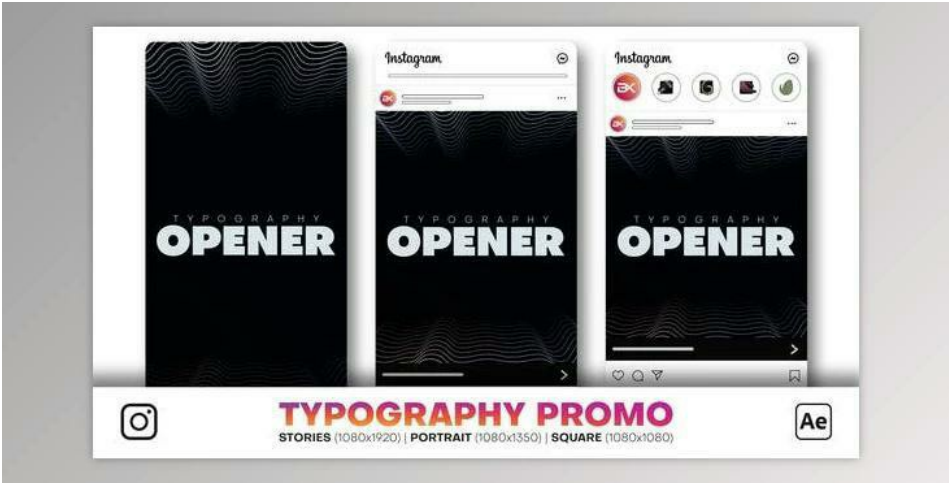 TYPOGRAPHY
OPENER
Instagram
TYPOGRAPHY
OPENER
Instagram
TYPOGRAPHY
OPENER
TYPOGRAPHY PROMO
STORIES (1080x1920) | PORTRAIT (1080x1350) | SQUARE (1080x1080)
Ae